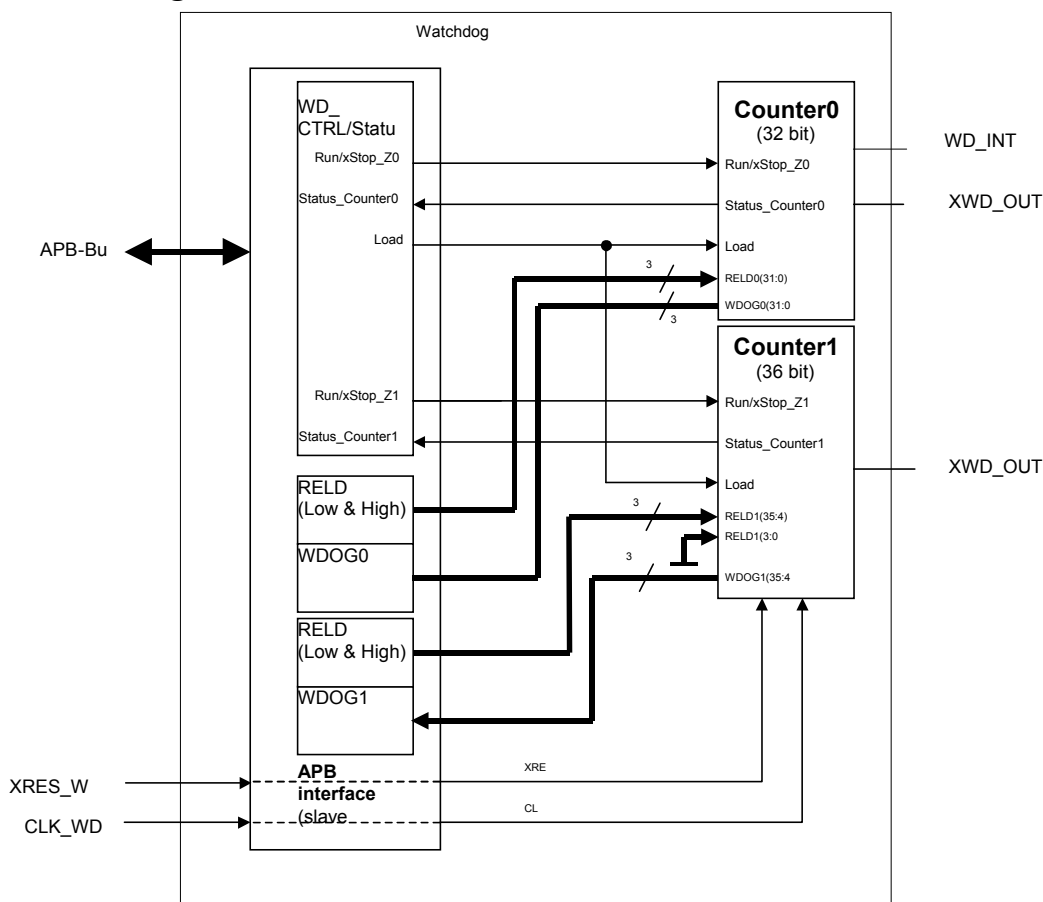 Watchdog
WD_
CTRL/Statu
Run/xStop_Z0
Status_Counter0
Load
Run/xStop_Z1
Status_Counter1
RELD
(Low & High)
WDOG0
RELD
(Low & High)
WDOG1
APB
interface
(slave
APB-Bu
XRES_W
CLK_WD
3
3
3
3
XRE
CL
Counter0
(32 bit)
Run/xStop_Z0
Status_Counter0
Load
RELD0(31:0)
WDOG0(31:0
Counter1
(36 bit)
Run/xStop_Z1
Status_Counter1
Load
RELD1(35:4)
RELD1(3:0
WDOG1(35:4
WD_INT
XWD_OUT
XWD_OUT